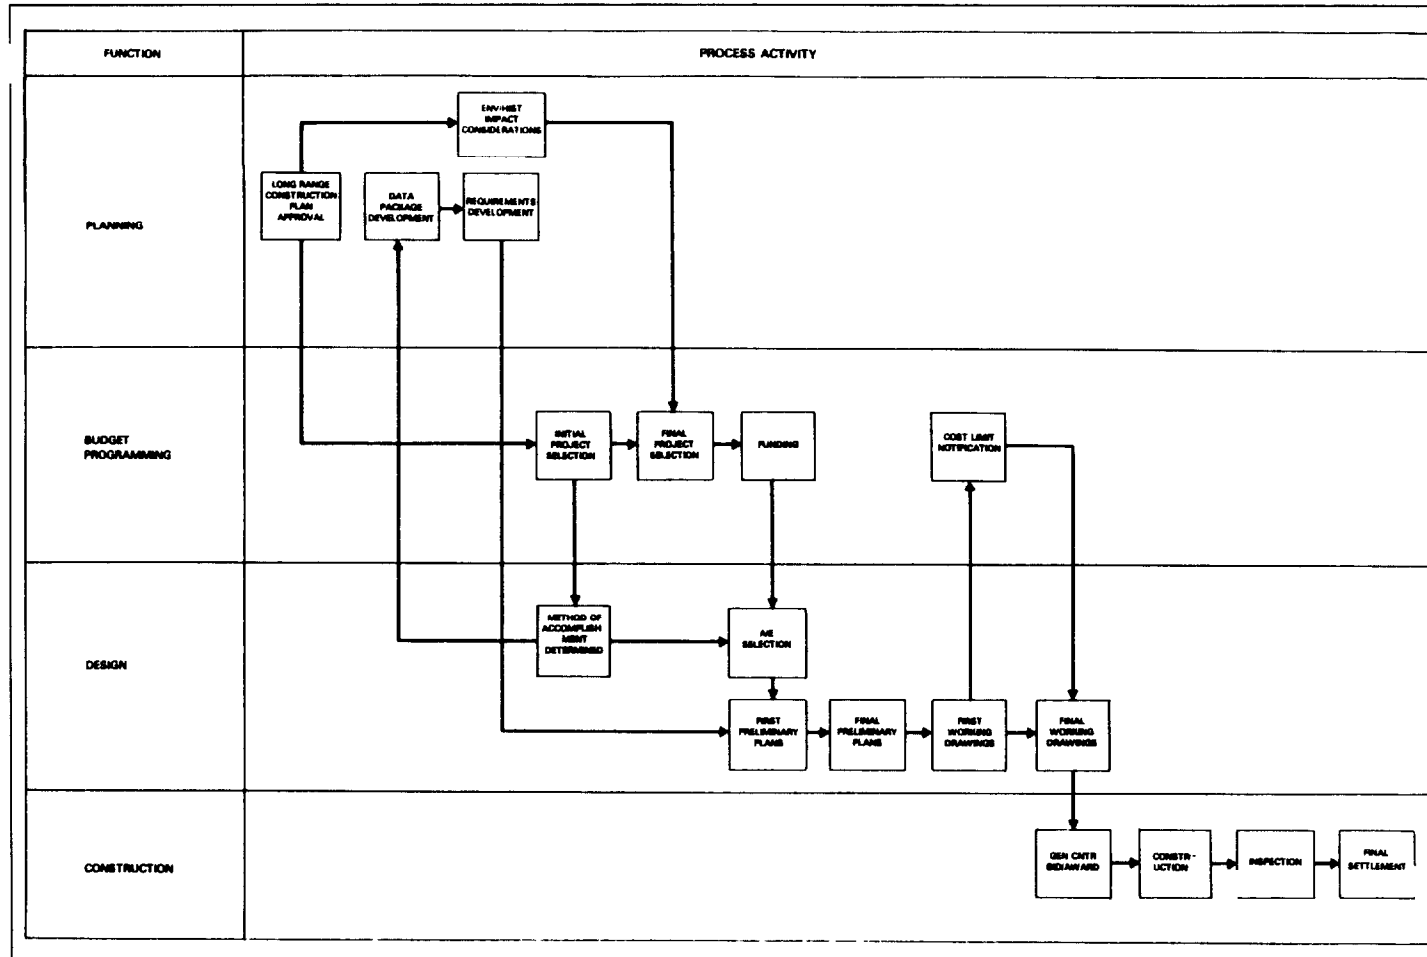 FUNCTION
PROCESS ACTIVITY
ENV/HIST
IMPACT
CONSIDERATIONS
LONG RANGE
CONSTRUCTION
PLAN
APPROVAL
DATA
PACKAGE
DEVELOPMENT
REQUIREMENTS
DEVELOPMENT
PLANNING
BUDGET
PROGRAMMING
INITIAL
PROJECT
SELECTION
FINAL
PROJECT
SELECTION
FUNDING
COST LIMIT
NOTIFICATION
METHOD OF
ACCOMPLISH
MENT
DETERMINED
A/E
SELECTION
DESIGN
FIRST
PRELIMINARY
PLANS
FINAL
PRELIMINARY
PLANS
FIRST
WORKING
DRAWINGS
FINAL
WORKING
DRAWINGS
CONSTRUCTION
GEN CNTR
BID/AWARD
CONSTR-
UCTION
INSPECTION
FINAL
SETTLEMENT